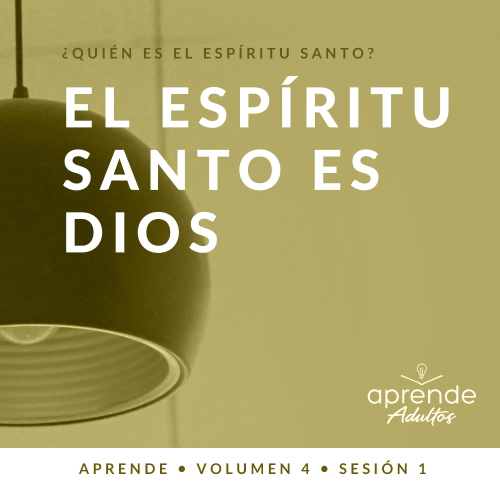 ¿QUIÉN ES EL ESPÍRITU SANTO?
EL ESPÍRITU
SANTO ES
DIOS
aprende
Adultos
APRENDE • VOLUMEN 4 • SESIÓN 1